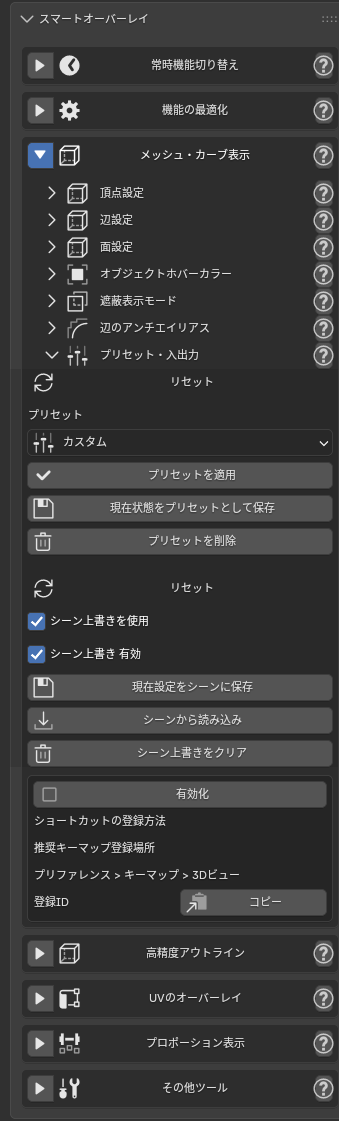 スマートオーバーレイ
常時機能切り替え
機能の最適化
メッシュ・カーブ表示
頂点設定
辺設定
面設定
オブジェクトホバーカラー
遮蔽表示モード
辺のアンチエイリアス
プリセット・入出力
リセット
プリセット
カスタム
プリセットを適用
現在状態をプリセットとして保存
プリセットを削除
リセット
シーン上書きを使用
シーン上書き 有効
現在設定をシーンに保存
シーンから読み込み
シーン上書きをクリア
有効化
ショートカットの登録方法
推奨キーマップ登録場所
プリファレンス > キーマップ > 3Dビュー
登録ID コピー
高精度アウトライン
UVのオーバーレイ
プロポーション表示
その他ツール